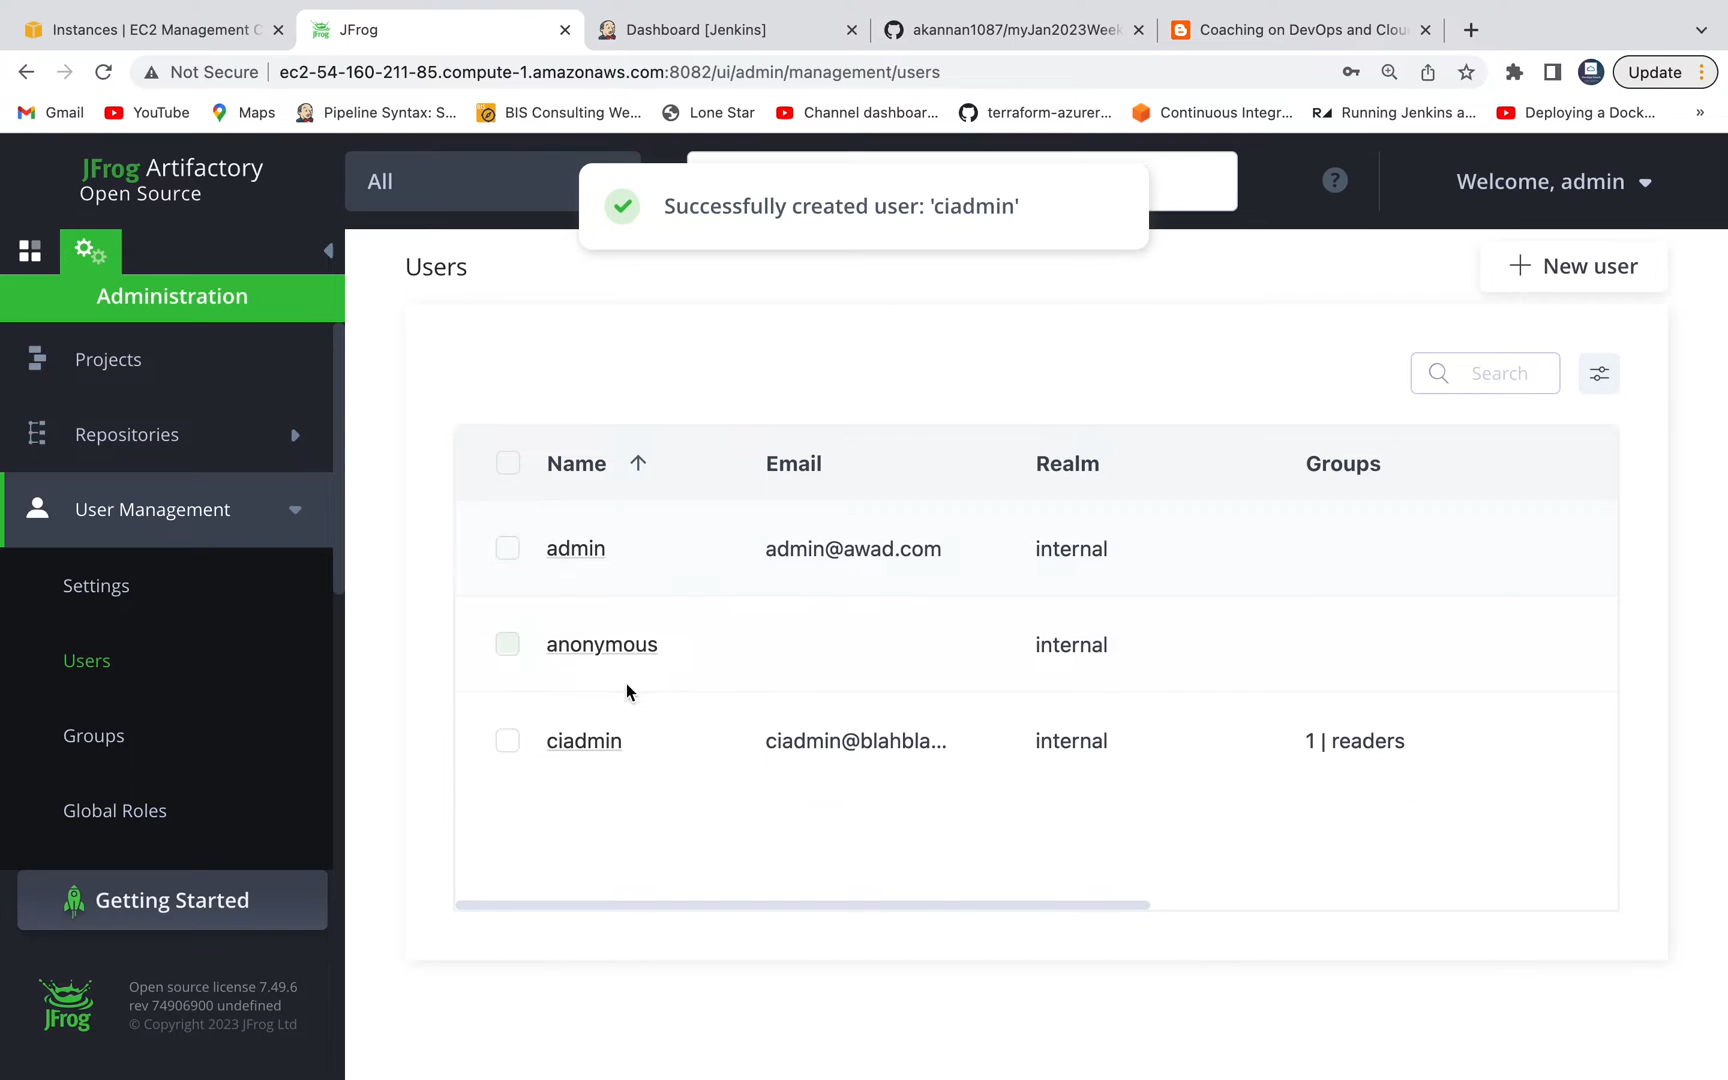 Instances | EC2 Management C
JFrog
Dashboard [Jenkins]
akannan1087/myJan2023Week
Coaching on DevOps and Clou
Not Secure | ec2-54-160-211-85.compute-1.amazonaws.com:8082/ui/admin/management/users
Update
Gmail
YouTube
Maps
Pipeline Syntax: S...
BIS Consulting We...
Lone Star
Channel dashboar...
terraform-azurer...
Continuous Integr...
Running Jenkins a...
Deploying a Dock...
»
JFrog Artifactory
Open Source
All
Successfully created user: 'ciadmin'
?
Welcome, admin
Administration
Projects
Repositories
User Management
Settings
Users
Groups
Global Roles
Getting Started
JFrog
Open source license 7.49.6
rev 74906900 undefined
© Copyright 2023 JFrog Ltd
Users
New user
Search
Name Email Realm Groups
admin admin@awad.com internal
anonymous internal
ciadmin ciadmin@blahbla... internal 1 | readers